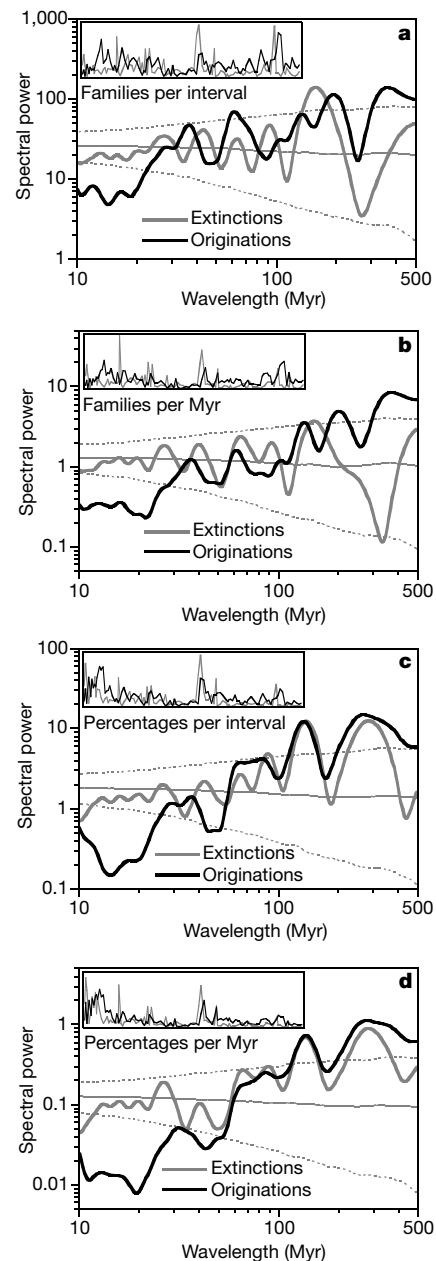 a
1,000
100
10
1
Spectral power
Families per interval
Extinctions
Originations
10 100 500
Wavelength (Myr)
b
10
1
0.1
Spectral power
Families per Myr
Extinctions
Originations
10 100 500
Wavelength (Myr)
c
100
10
1
0.1
Spectral power
Percentages per interval
Extinctions
Originations
10 100 500
Wavelength (Myr)
d
1
0.1
0.01
Spectral power
Percentages per Myr
Extinctions
Originations
10 100 500
Wavelength (Myr)